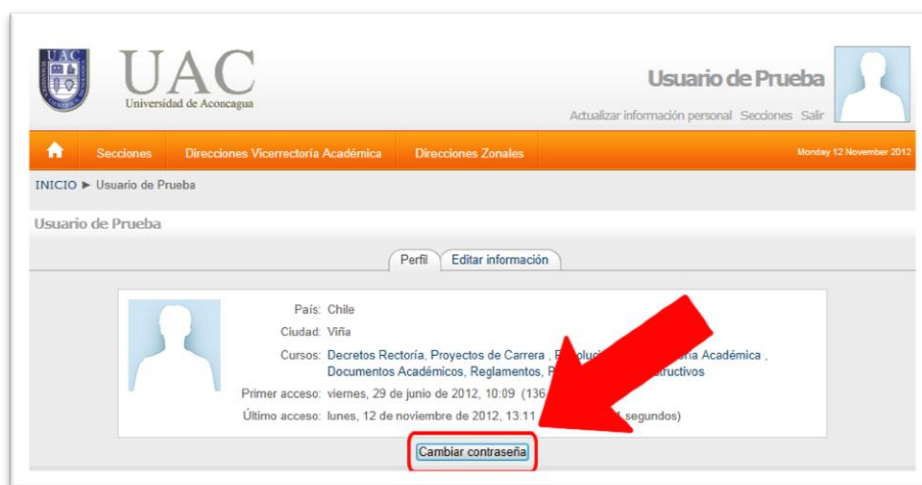 UAC
UAC
Universidad de Aconcagua
Usuario de Prueba
Actualizar información personal Secciones Salir
Secciones Direcciones Vicerrectoría Académica Direcciones Zonales
Monday 12 November 2012
INICIO ► Usuario de Prueba
Usuario de Prueba
Perfil Editar información
País: Chile
Ciudad: Viña
Cursos: Decretos Rectoría, Proyectos de Carrera , Académica ,
Documentos Académicos, Reglamentos,
Primer acceso: viernes, 29 de junio de 2012, 10:09 (136
Último acceso: lunes, 12 de noviembre de 2012, 13:11 segundos)
Cambiar contraseña